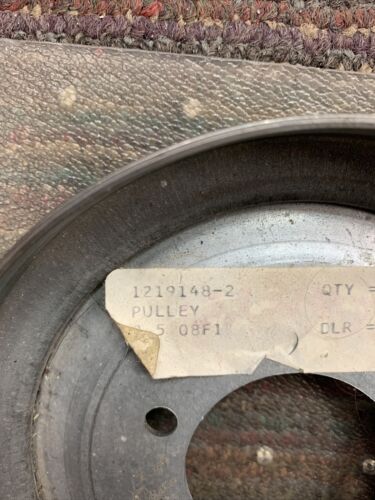 1219148-2 QTY =
PULLEY
5 08F1 DLR =